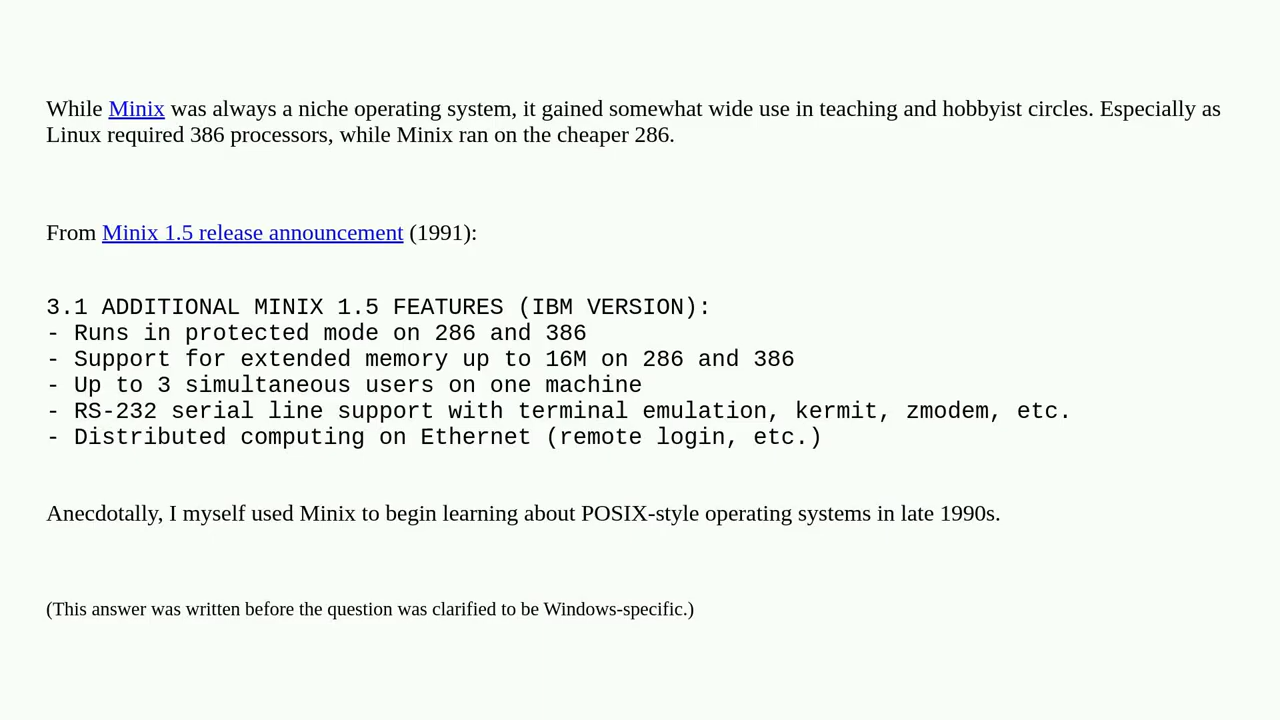 While Minix was always a niche operating system, it gained somewhat wide use in teaching and hobbyist circles. Especially as
Linux required 386 processors, while Minix ran on the cheaper 286.
From Minix 1.5 release announcement (1991):
3.1 ADDITIONAL MINIX 1.5 FEATURES (IBM VERSION):
- Runs in protected mode on 286 and 386
- Support for extended memory up to 16M on 286 and 386
- Up to 3 simultaneous users on one machine
- RS-232 serial line support with terminal emulation, kermit, zmodem, etc.
- Distributed computing on Ethernet (remote login, etc.)
Anecdotally, I myself used Minix to begin learning about POSIX-style operating systems in late 1990s.
(This answer was written before the question was clarified to be Windows-specific.)